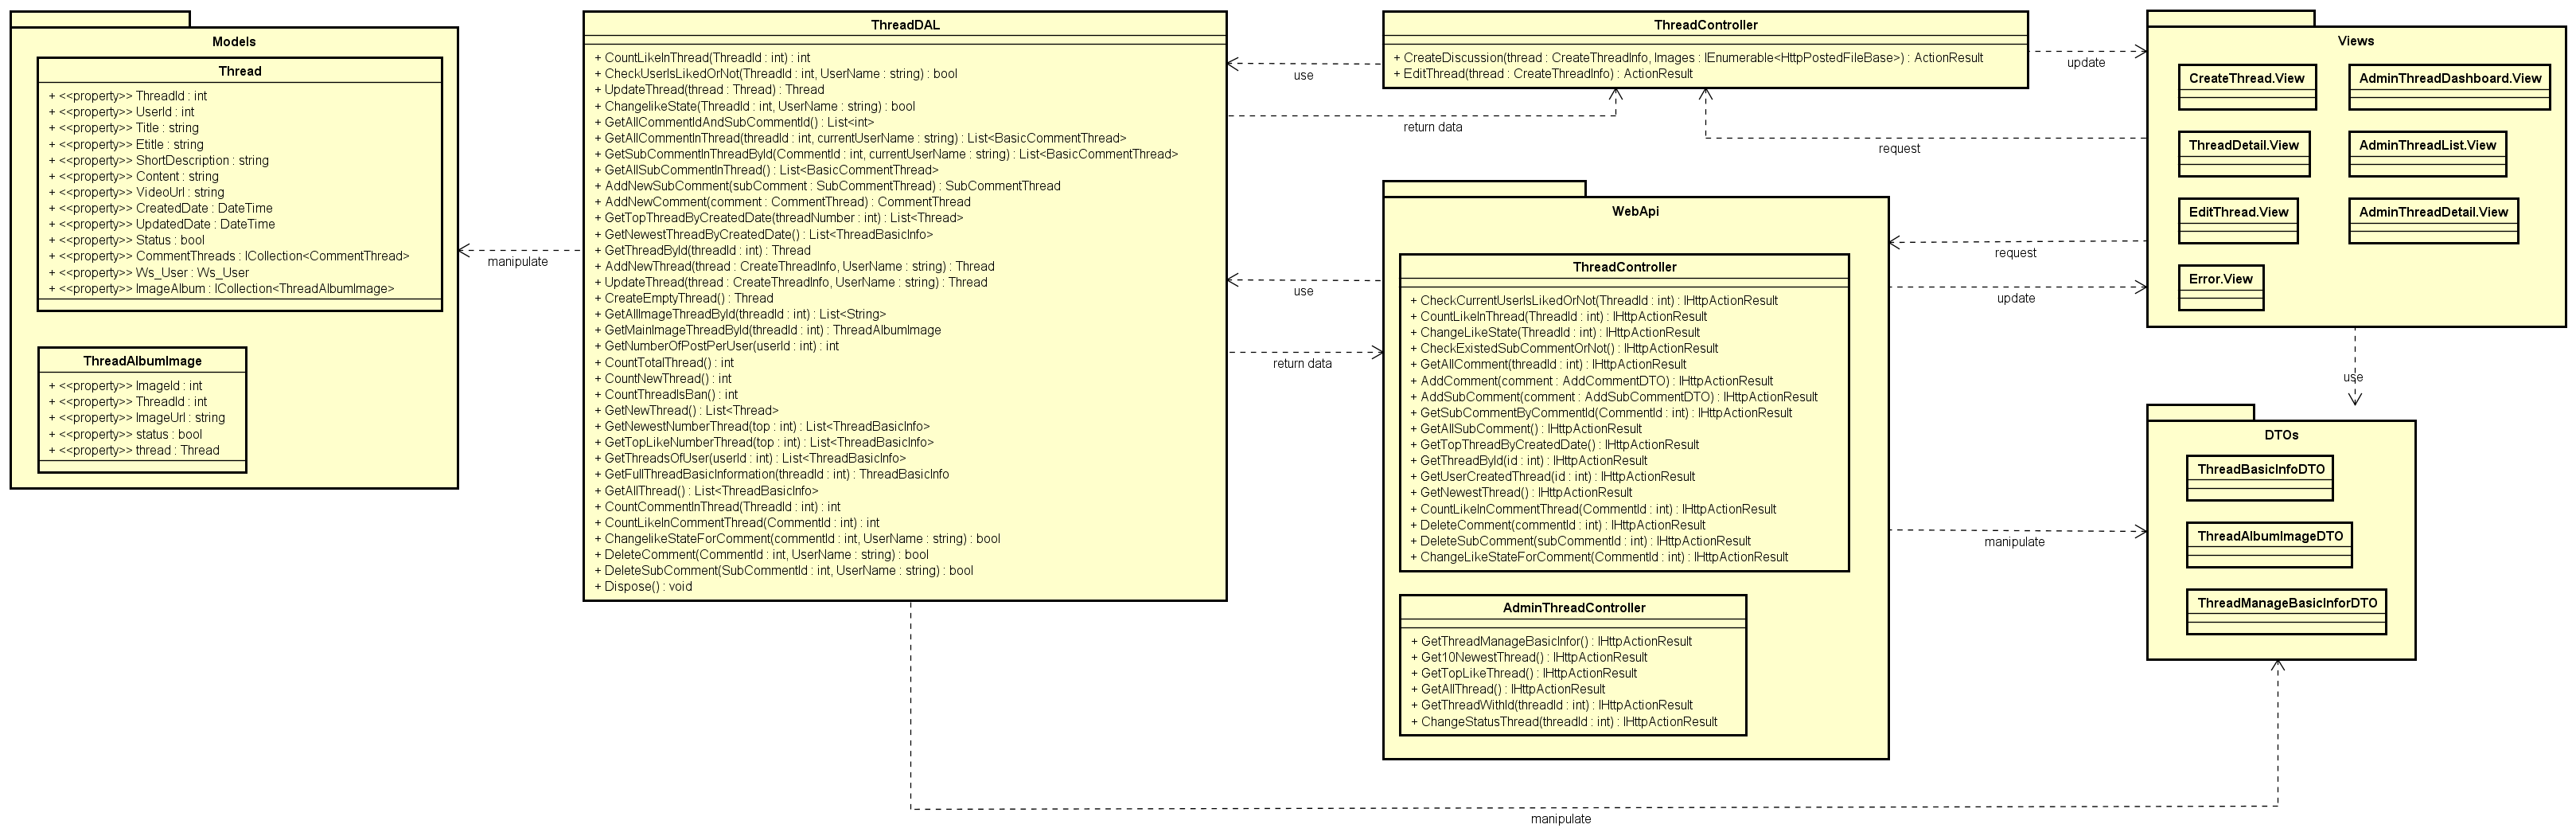 Models
Thread
+ <<property>> ThreadId : int
+ <<property>> UserId : int
+ <<property>> Title : string
+ <<property>> Etitle : string
+ <<property>> ShortDescription : string
+ <<property>> Content : string
+ <<property>> VideoUrl : string
+ <<property>> CreatedDate : DateTime
+ <<property>> UpdatedDate : DateTime
+ <<property>> Status : bool
+ <<property>> CommentThreads : ICollection<CommentThread>
+ <<property>> Ws_User : Ws_User
+ <<property>> ImageAlbum : ICollection<ThreadAlbumImage>
ThreadAlbumImage
+ <<property>> ImageId : int
+ <<property>> ThreadId : int
+ <<property>> ImageUrl : string
+ <<property>> status : bool
+ <<property>> thread : Thread
manipulate
ThreadDAL
+ CountLikeInThread(ThreadId : int) : int
+ CheckUserIsLikedOrNot(ThreadId : int, UserName : string) : bool
+ UpdateThread(thread : Thread) : Thread
+ ChangelikeState(ThreadId : int, UserName : string) : bool
+ GetAllCommentIdAndSubCommentId() : List<int>
+ GetAllCommentInThread(threadId : int, currentUserName : string) : List<BasicCommentThread>
+ GetSubCommentInThreadById(CommentId : int, currentUserName : string) : List<BasicCommentThread>
+ GetAllSubCommentInThread() : List<BasicCommentThread>
+ AddNewSubComment(subComment : SubCommentThread) : SubCommentThread
+ AddNewComment(comment : CommentThread) : CommentThread
+ GetTopThreadByCreatedDate(threadNumber : int) : List<Thread>
+ GetNewestThreadByCreatedDate() : List<ThreadBasicInfo>
+ GetThreadById(threadId : int) : Thread
+ AddNewThread(thread : CreateThreadInfo, UserName : string) : Thread
+ UpdateThread(thread : CreateThreadInfo, UserName : string) : Thread
+ CreateEmptyThread() : Thread
+ GetAllImageThreadById(threadId : int) : List<String>
+ GetMainImageThreadById(threadId : int) : ThreadAlbumImage
+ GetNumberOfPostPerUser(userId : int) : int
+ CountTotalThread() : int
+ CountNewThread() : int
+ CountThreadIsBan() : int
+ GetNewThread() : List<Thread>
+ GetNewestNumberThread(top : int) : List<ThreadBasicInfo>
+ GetTopLikeNumberThread(top : int) : List<ThreadBasicInfo>
+ GetThreadsOfUser(userId : int) : List<ThreadBasicInfo>
+ GetFullThreadBasicInformation(threadId : int) : ThreadBasicInfo
+ GetAllThread() : List<ThreadBasicInfo>
+ CountCommentInThread(ThreadId : int) : int
+ CountLikeInCommentThread(CommentId : int) : int
+ ChangelikeStateForComment(commentId : int, UserName : string) : bool
+ DeleteComment(CommentId : int, UserName : string) : bool
+ DeleteSubComment(SubCommentId : int, UserName : string) : bool
+ Dispose() : void
use
return data
use
return data
ThreadController
+ CreateDiscussion(thread : CreateThreadInfo, Images : IEnumerable<HttpPostedFileBase>) : ActionResult
+ EditThread(thread : CreateThreadInfo) : ActionResult
update
request
WebApi
ThreadController
+ CheckCurrentUserIsLikedOrNot(ThreadId : int) : IHttpActionResult
+ CountLikeInThread(ThreadId : int) : IHttpActionResult
+ ChangeLikeState(ThreadId : int) : IHttpActionResult
+ CheckExistedSubCommentOrNot() : IHttpActionResult
+ GetAllComment(threadId : int) : IHttpActionResult
+ AddComment(comment : AddCommentDTO) : IHttpActionResult
+ AddSubComment(comment : AddSubCommentDTO) : IHttpActionResult
+ GetSubCommentByCommentId(CommentId : int) : IHttpActionResult
+ GetAllSubComment() : IHttpActionResult
+ GetTopThreadByCreatedDate() : IHttpActionResult
+ GetThreadById(id : int) : IHttpActionResult
+ GetUserCreatedThread(id : int) : IHttpActionResult
+ GetNewestThread() : IHttpActionResult
+ CountLikeInCommentThread(CommentId : int) : IHttpActionResult
+ DeleteComment(commentId : int) : IHttpActionResult
+ DeleteSubComment(subCommentId : int) : IHttpActionResult
+ ChangeLikeStateForComment(CommentId : int) : IHttpActionResult
AdminThreadController
+ GetThreadManageBasicInfor() : IHttpActionResult
+ Get10NewestThread() : IHttpActionResult
+ GetTopLikeThread() : IHttpActionResult
+ GetAllThread() : IHttpActionResult
+ GetThreadWithId(threadId : int) : IHttpActionResult
+ ChangeStatusThread(threadId : int) : IHttpActionResult
request
update
manipulate
Views
CreateThread.View
AdminThreadDashboard.View
ThreadDetail.View
AdminThreadList.View
EditThread.View
AdminThreadDetail.View
Error.View
use
DTOs
ThreadBasicInfoDTO
ThreadAlbumImageDTO
ThreadManageBasicInforDTO
manipulate